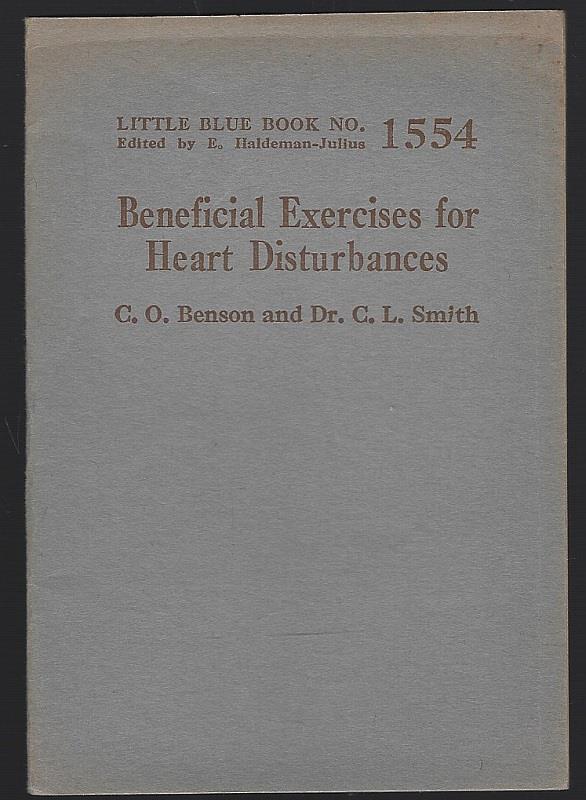 LITTLE BLUE BOOK NO. 1554
Edited by E. Haldeman-Julius
Beneficial Exercises for
Heart Disturbances
C. O. Benson and Dr. C. L. Smith